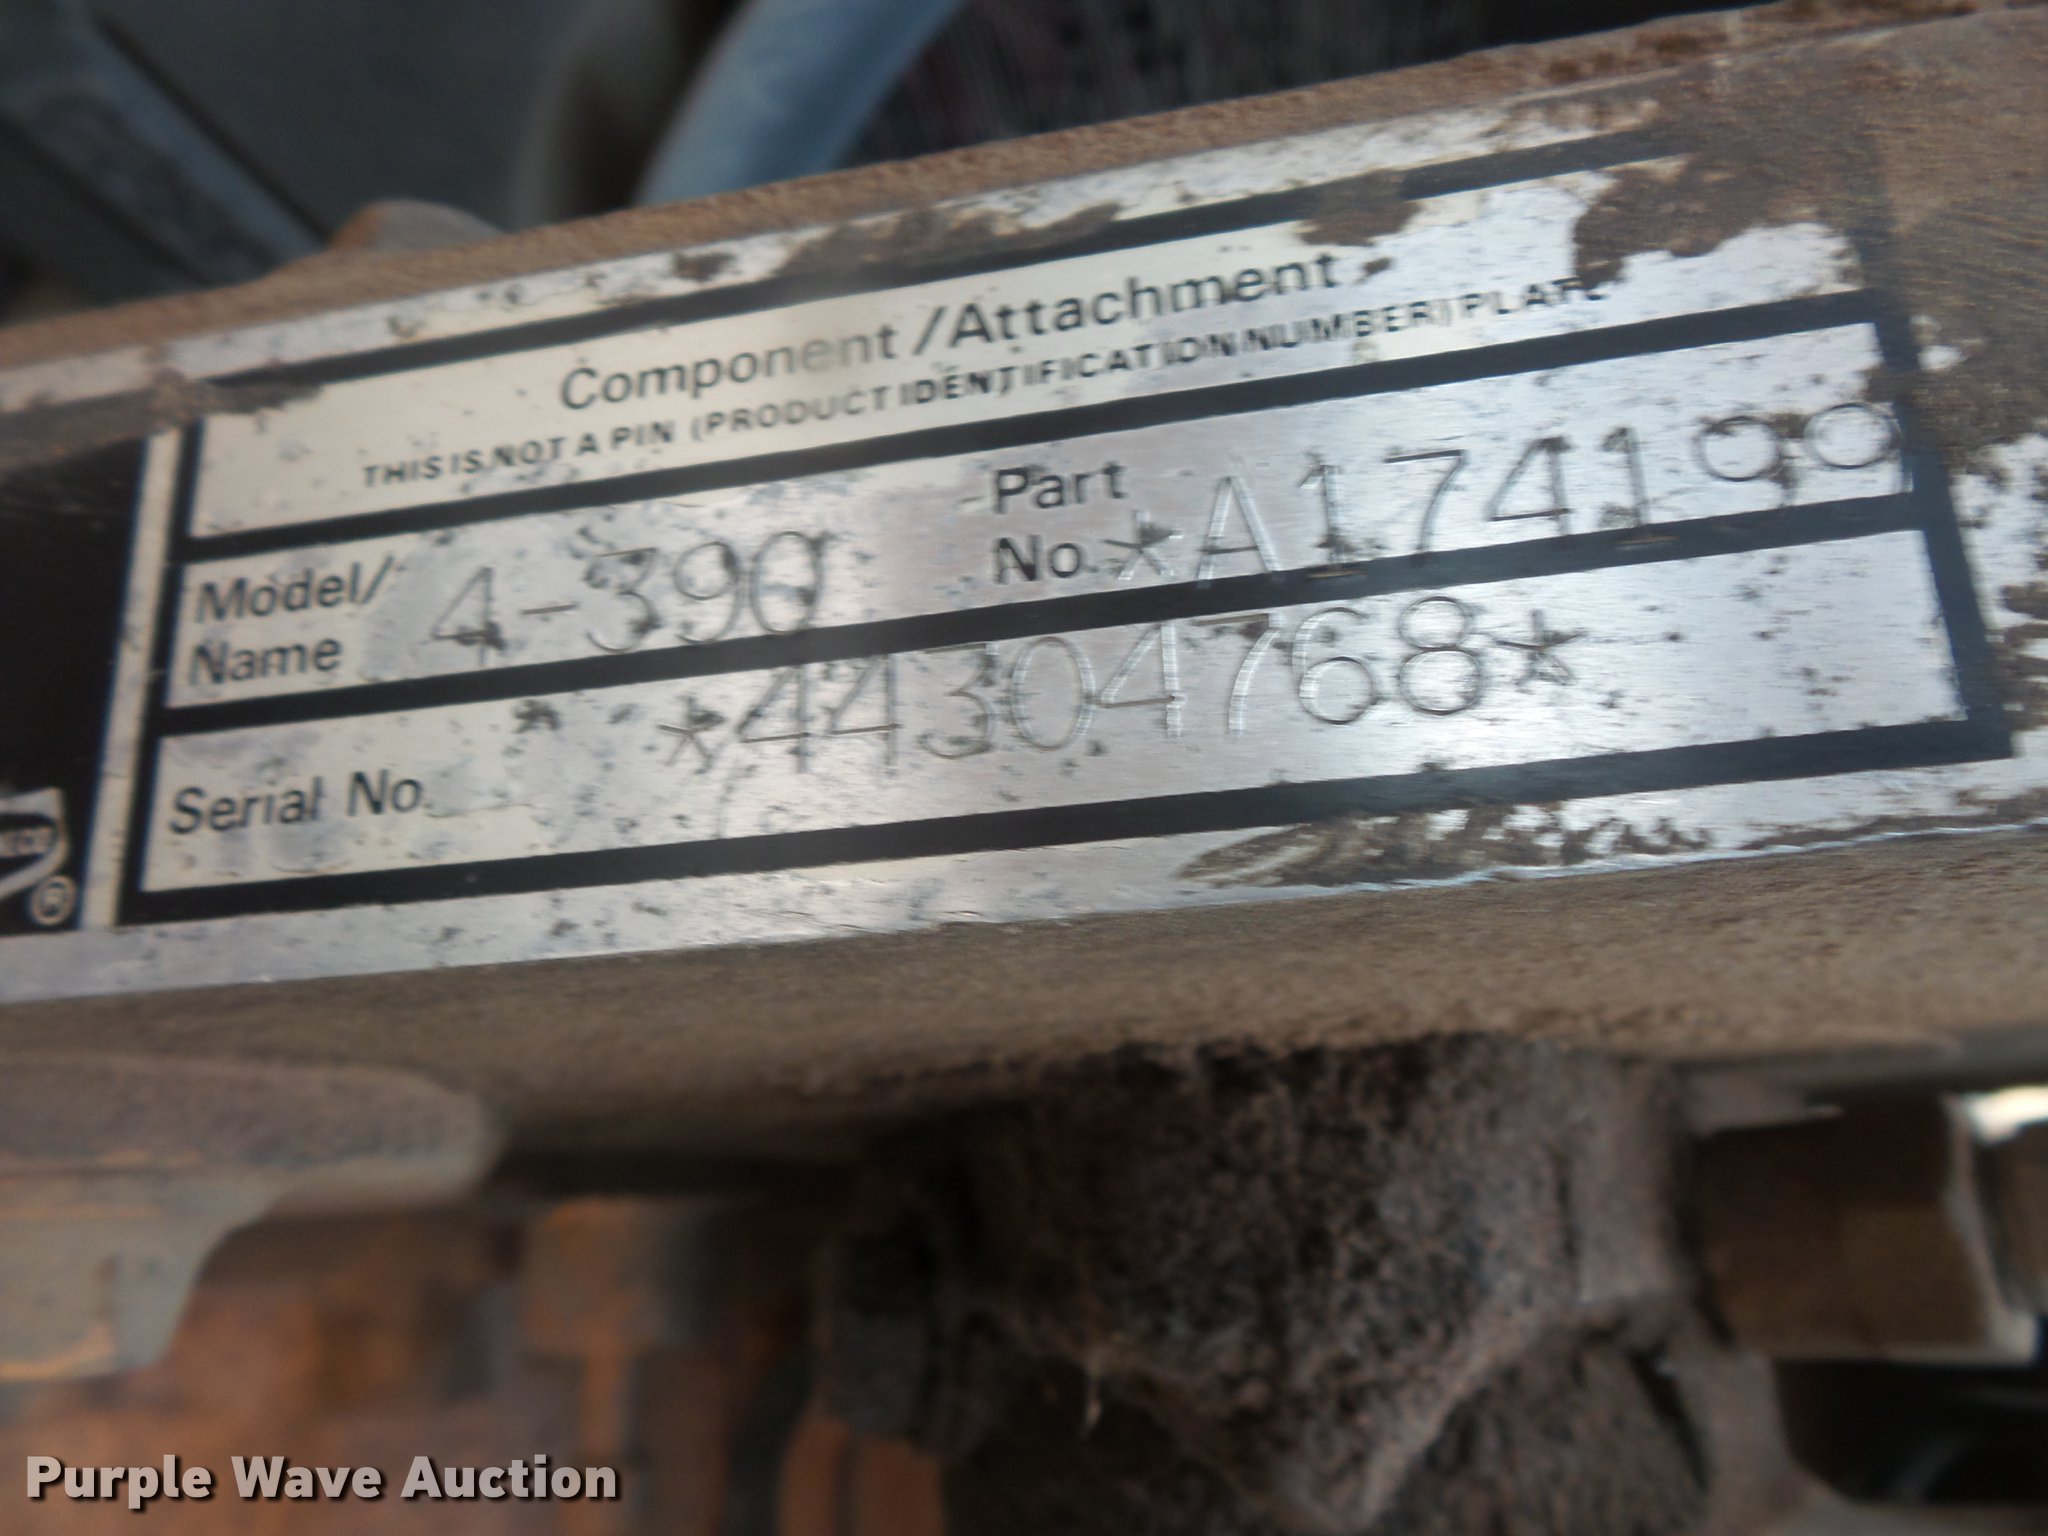 Component/Attachment
THIS IS NOT A PIN (PRODUCT IDENTIFICATION NUMBER) PLATE
Model/Name 4-390 Part No. *A174199
Serial No. *44304768*
®
Purple Wave Auction